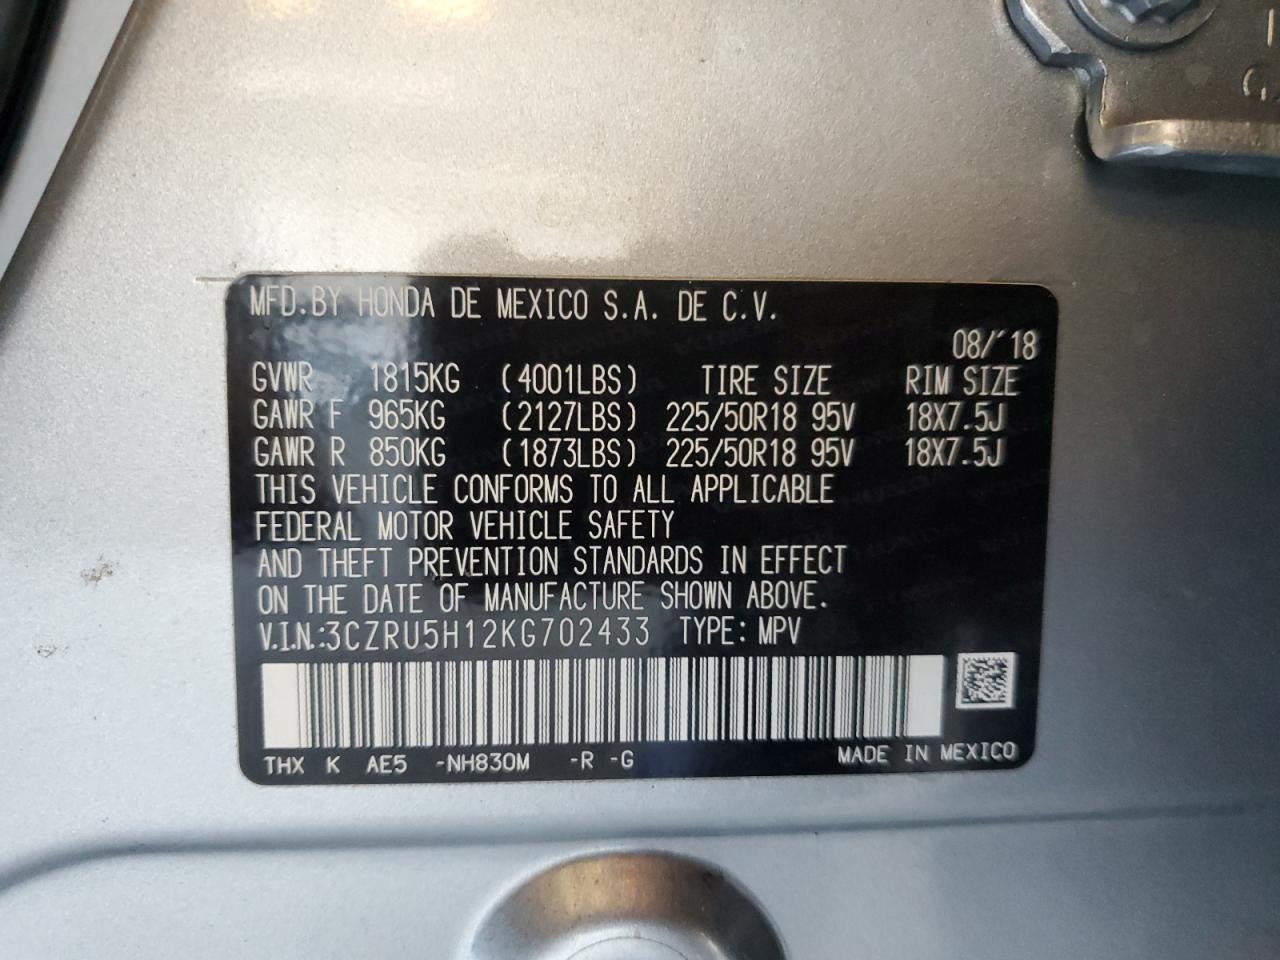 MFD.BY HONDA DE MEXICO S.A. DE C.V.
08/´18
GVWR 1815KG (4001LBS) TIRE SIZE RIM SIZE
GAWR F 965KG (2127LBS) 225/50R18 95V 18X7.5J
GAWR R 850KG (1873LBS) 225/50R18 95V 18X7.5J
THIS VEHICLE CONFORMS TO ALL APPLICABLE
FEDERAL MOTOR VEHICLE SAFETY
AND THEFT PREVENTION STANDARDS IN EFFECT
ON THE DATE OF MANUFACTURE SHOWN ABOVE.
V.I.N.:3CZRU5H12KG702433 TYPE: MPV
THX K AE5 -NH830M -R -G MADE IN MEXICO